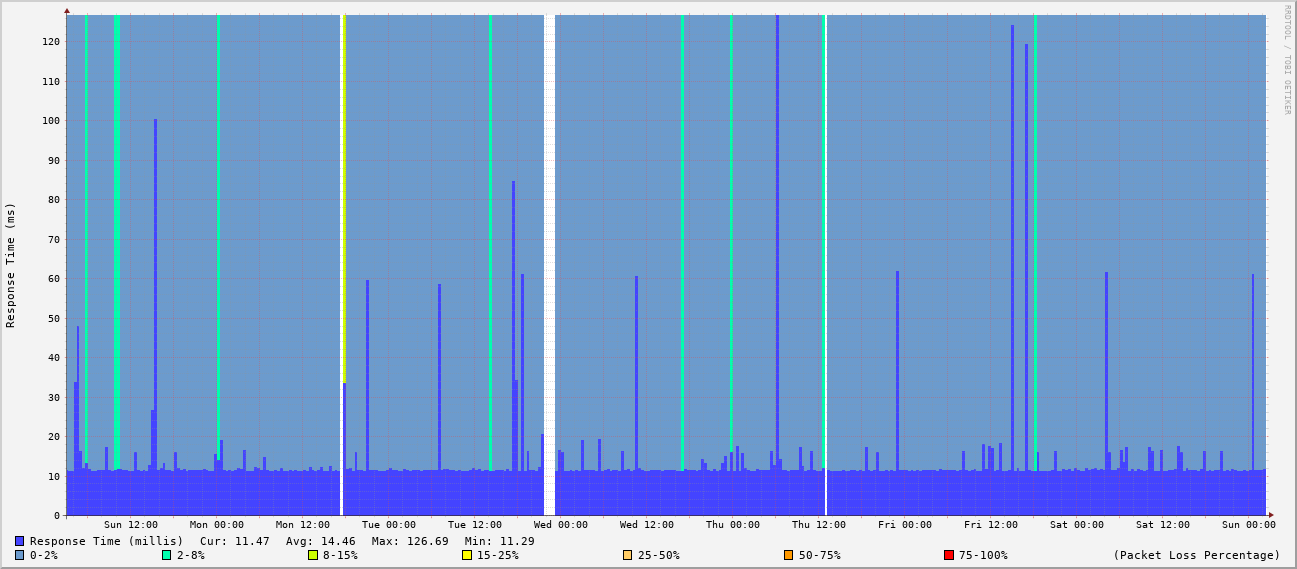 RRDTOOL / TOBI OETIKER
Response Time (ms)
120
110
100
90
80
70
60
50
40
30
20
10
0
Sun 12:00 Mon 00:00 Mon 12:00 Tue 00:00 Tue 12:00 Wed 00:00 Wed 12:00 Thu 00:00 Thu 12:00 Fri 00:00 Fri 12:00 Sat 00:00 Sat 12:00 Sun 00:00
Response Time (millis) Cur: 11.47 Avg: 14.46 Max: 126.69 Min: 11.29
0-2% 2-8% 8-15% 15-25% 25-50% 50-75% 75-100% (Packet Loss Percentage)